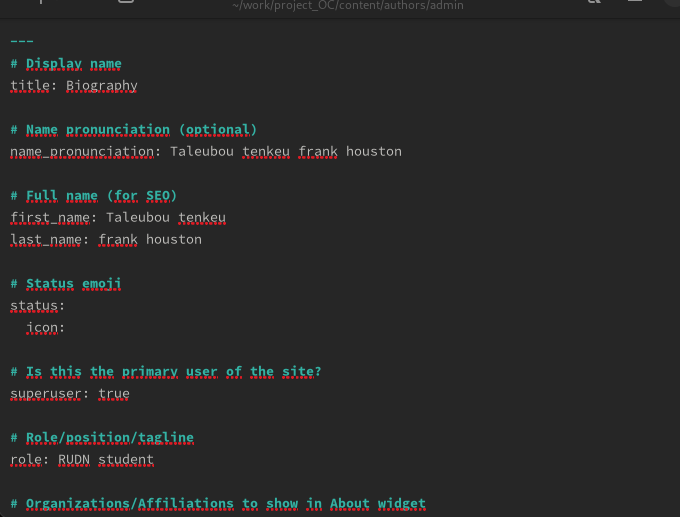 ~/work/project_OC/content/authors/admin
---
# Display name
title: Biography
# Name pronunciation (optional)
name_pronunciation: Taleubou tenkeu frank houston
# Full name (for SEO)
first_name: Taleubou tenkeu
last_name: frank houston
# Status emoji
status:
icon:
# Is this the primary user of the site?
superuser: true
# Role/position/tagline
role: RUDN student
# Organizations/Affiliations to show in About widget